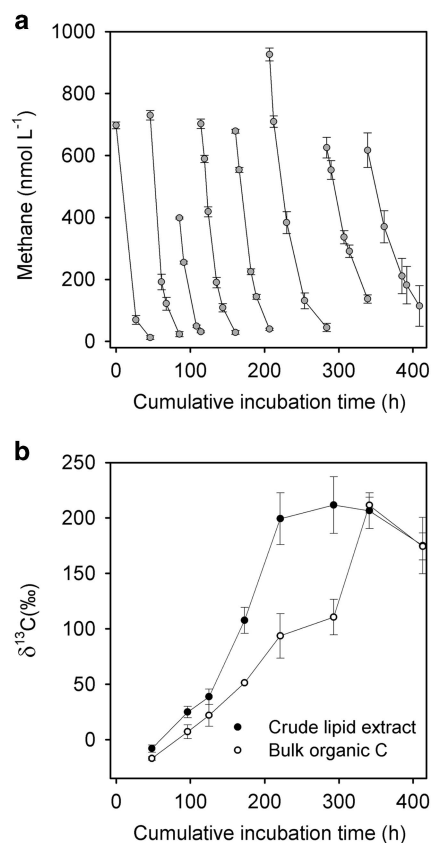 a
1000
800
600
400
200
0
Methane (nmol L⁻¹)
0 100 200 300 400
Cumulative incubation time (h)
b
250
200
150
100
50
0
δ¹³C(‰)
Crude lipid extract
Bulk organic C
0 100 200 300 400
Cumulative incubation time (h)